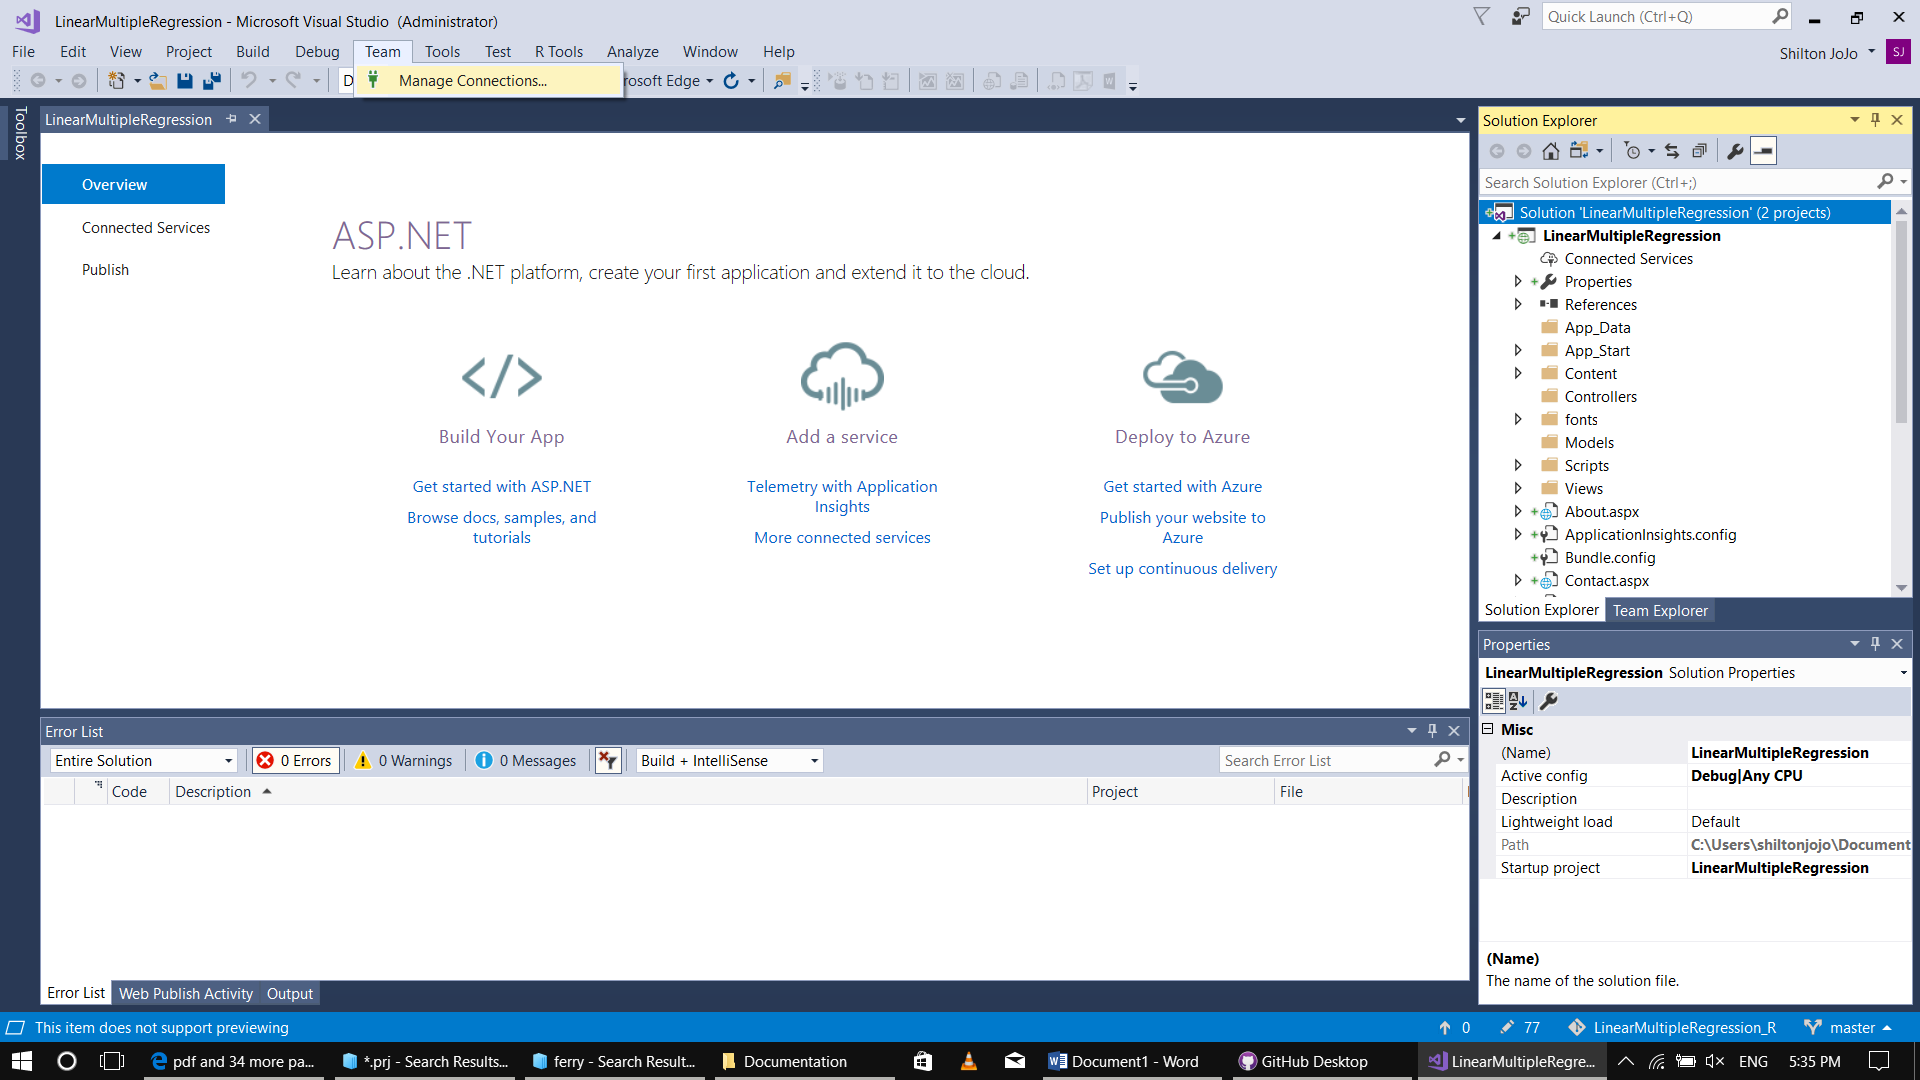 LinearMultipleRegression - Microsoft Visual Studio (Administrator)
Quick Launch (Ctrl+Q)
File Edit View Project Build Debug Team Tools Test R Tools Analyze Window Help
Shilton JoJo
SJ
D
Manage Connections...
rosoft Edge
Toolbox
LinearMultipleRegression
Overview
Connected Services
Publish
ASP.NET
Learn about the .NET platform, create your first application and extend it to the cloud.
Build Your App
Get started with ASP.NET
Browse docs, samples, and
tutorials
Add a service
Telemetry with Application
Insights
More connected services
Deploy to Azure
Get started with Azure
Publish your website to
Azure
Set up continuous delivery
Solution Explorer
Search Solution Explorer (Ctrl+;)
Solution 'LinearMultipleRegression' (2 projects)
LinearMultipleRegression
Connected Services
Properties
References
App_Data
App_Start
Content
Controllers
fonts
Models
Scripts
Views
About.aspx
ApplicationInsights.config
Bundle.config
Contact.aspx
Solution Explorer Team Explorer
Properties
LinearMultipleRegression Solution Properties
Misc
(Name) LinearMultipleRegression
Active config Debug|Any CPU
Description
Lightweight load Default
Path C:\Users\shiltonjojo\Document
Startup project LinearMultipleRegression
(Name)
The name of the solution file.
Error List
Entire Solution 0 Errors 0 Warnings 0 Messages Build + IntelliSense Search Error List
Code Description Project File
Error List Web Publish Activity Output
This item does not support previewing
0 77 LinearMultipleRegression_R master
pdf and 34 more pa... *.prj - Search Results... ferry - Search Result... Documentation Document1 - Word GitHub Desktop LinearMultipleRegre... ENG 5:35 PM